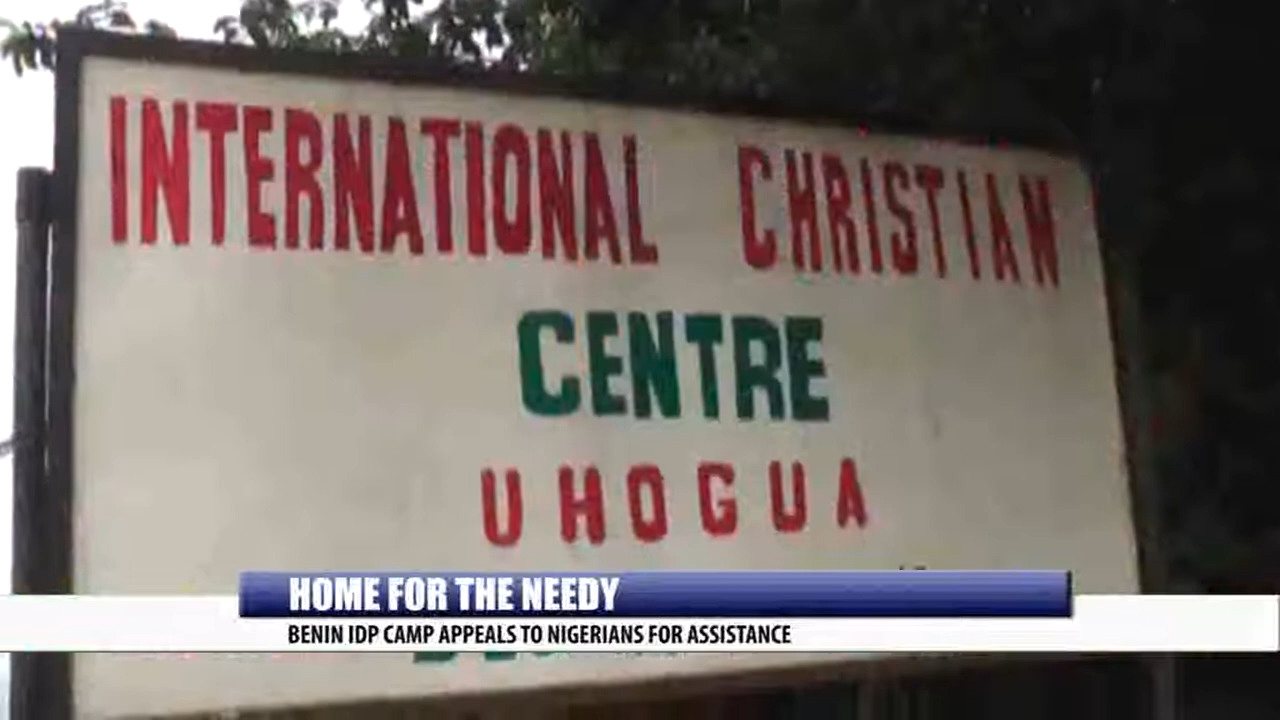 INTERNATIONAL CHRISTIAN
CENTRE
UHOGUA
HOME FOR THE NEEDY
BENIN IDP CAMP APPEALS TO NIGERIANS FOR ASSISTANCE